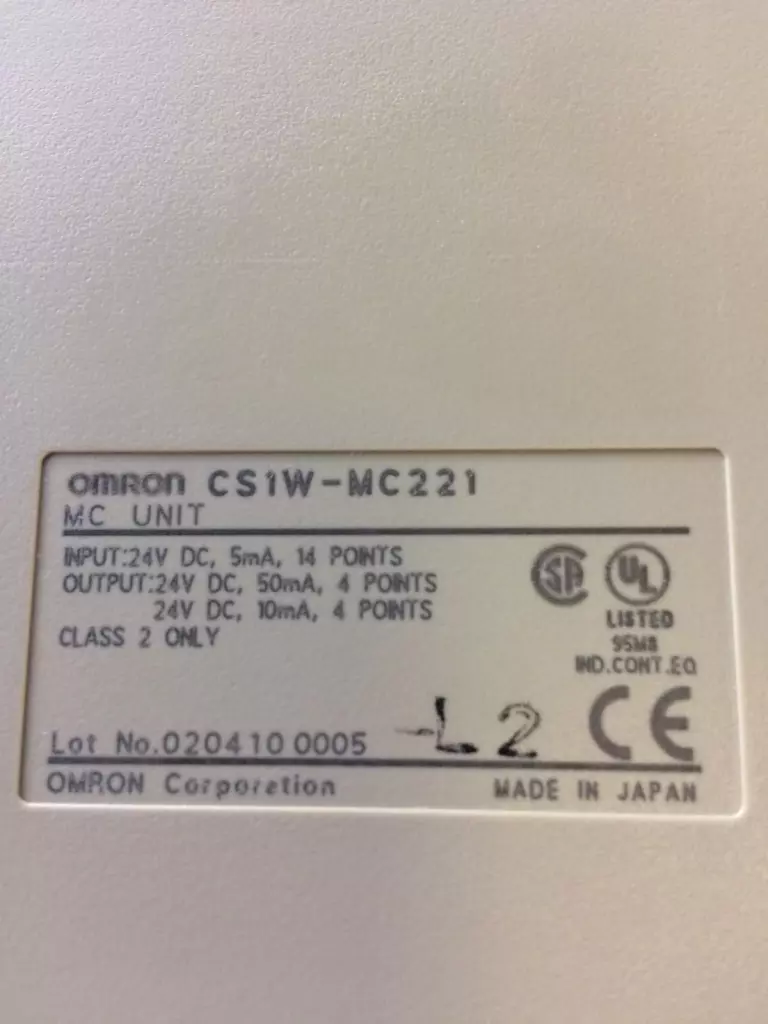 OMRON CS1W-MC221
MC UNIT
INPUT:24V DC, 5mA, 14 POINTS
OUTPUT:24V DC, 50mA, 4 POINTS
24V DC, 10mA, 4 POINTS
CLASS 2 ONLY
SA UL
LISTED
95M8
IND.CONT.EQ
CE
Lot No.020410 0005 -L2
OMRON Corporation MADE IN JAPAN